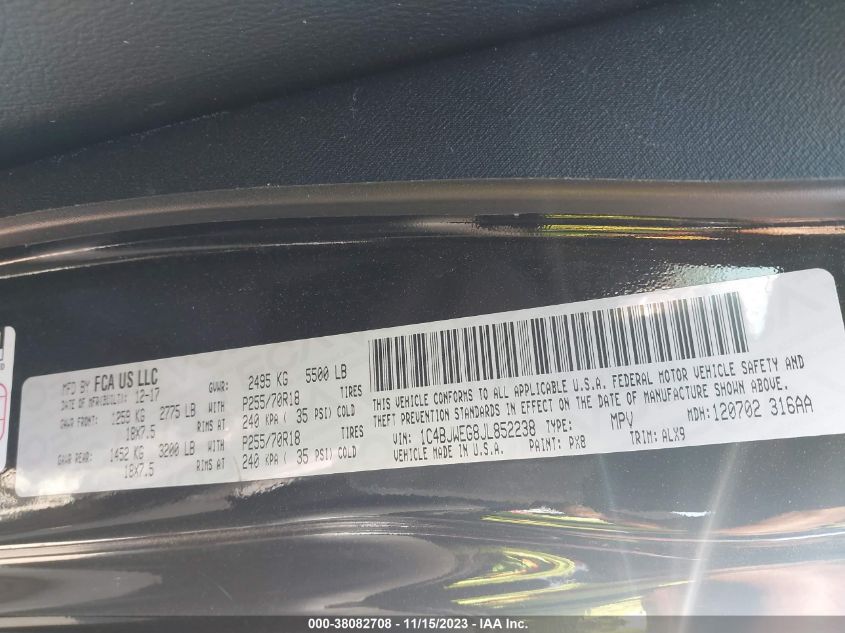 MFD BY FCA US LLC
DATE OF MFR(BUILT): 12-17 GVWR: 2495 KG 5500 LB
GAWR FRONT: 1259 KG 2775 LB WITH P255/70R18 TIRES
18X7.5 RIMS AT 240 KPA ( 35 PSI) COLD
GAWR REAR: 1452 KG 3200 LB WITH P255/70R18 TIRES
18X7.5 RIMS AT 240 KPA ( 35 PSI) COLD
THIS VEHICLE CONFORMS TO ALL APPLICABLE U.S.A. FEDERAL MOTOR VEHICLE SAFETY AND
THEFT PREVENTION STANDARDS IN EFFECT ON THE DATE OF MANUFACTURE SHOWN ABOVE.
VIN: 1C4BJWEG8JL852238 TYPE: MPV MDH: 120702 316AA
VEHICLE MADE IN U.S.A. PAINT: PX8 TRIM: ALX9
000-38082708 - 11/15/2023 - IAA Inc.